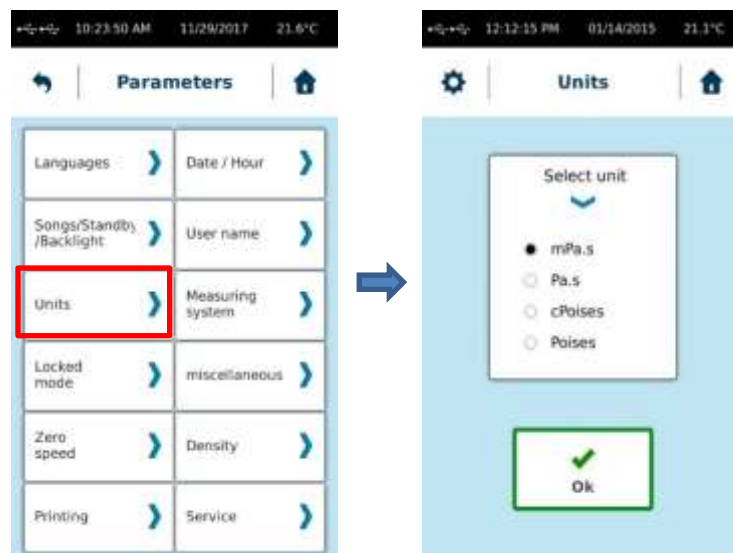 10:23:50 AM 11/29/2017 21.6°C
Parameters
Languages
Date / Hour
Songs/Standby
/Backlight
User name
Units
Measuring
system
Locked
mode
miscellaneous
Zero
speed
Density
Printing
Service
12:12:15 PM 01/14/2015 21.1°C
Units
Select unit
mPa.s
Pa.s
cPoises
Poises
Ok